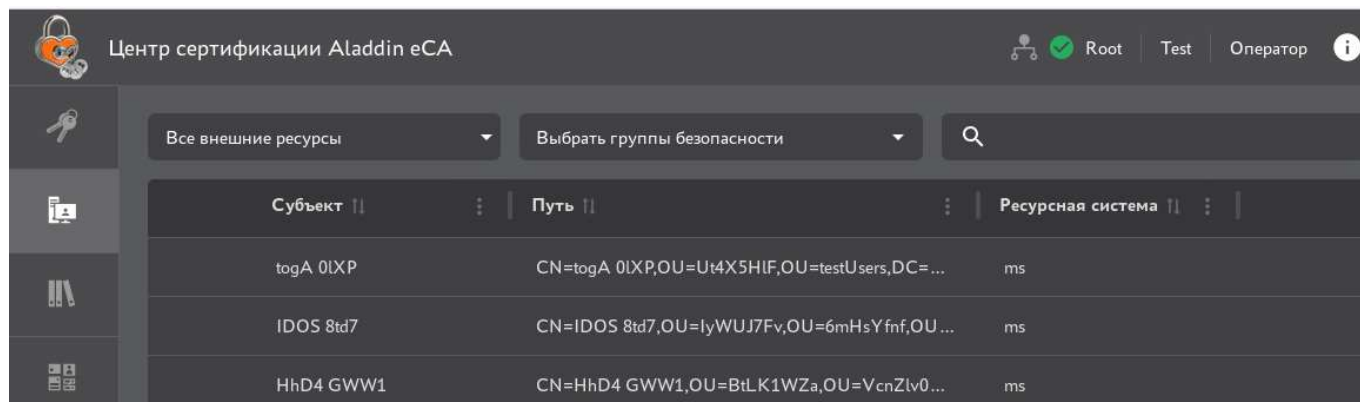 Центр сертификации Aladdin eCA
Root Test Оператор
Все внешние ресурсы Выбрать группы безопасности
Субъект Путь Ресурсная система
togA 0lXP CN=togA 0lXP,OU=Ut4X5HlF,OU=testUsers,DC=... ms
IDOS 8td7 CN=IDOS 8td7,OU=lyWUJ7Fv,OU=6mHsYfnf,OU... ms
HhD4 GWW1 CN=HhD4 GWW1,OU=BtLK1WZa,OU=VcnZlv0... ms